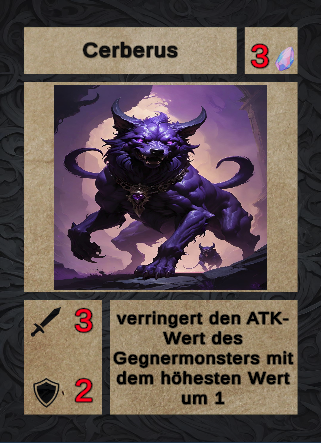 Cerberus
3
3
2
verringert den ATK-
Wert des
Gegnermonsters mit
dem höhesten Wert
um 1